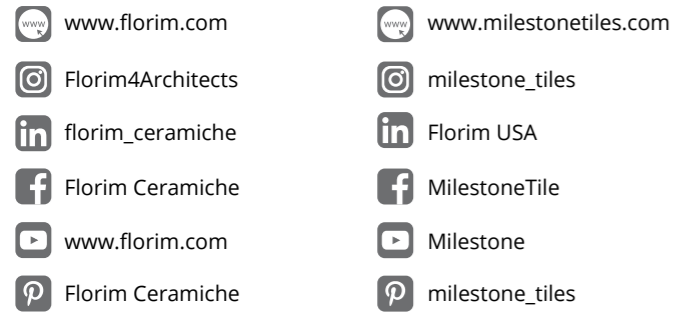 www.florim.com
Florim4Architects
florim_ceramiche
Florim Ceramiche
www.florim.com
Florim Ceramiche
www.milestonetiles.com
milestone_tiles
Florim USA
MilestoneTile
Milestone
milestone_tiles